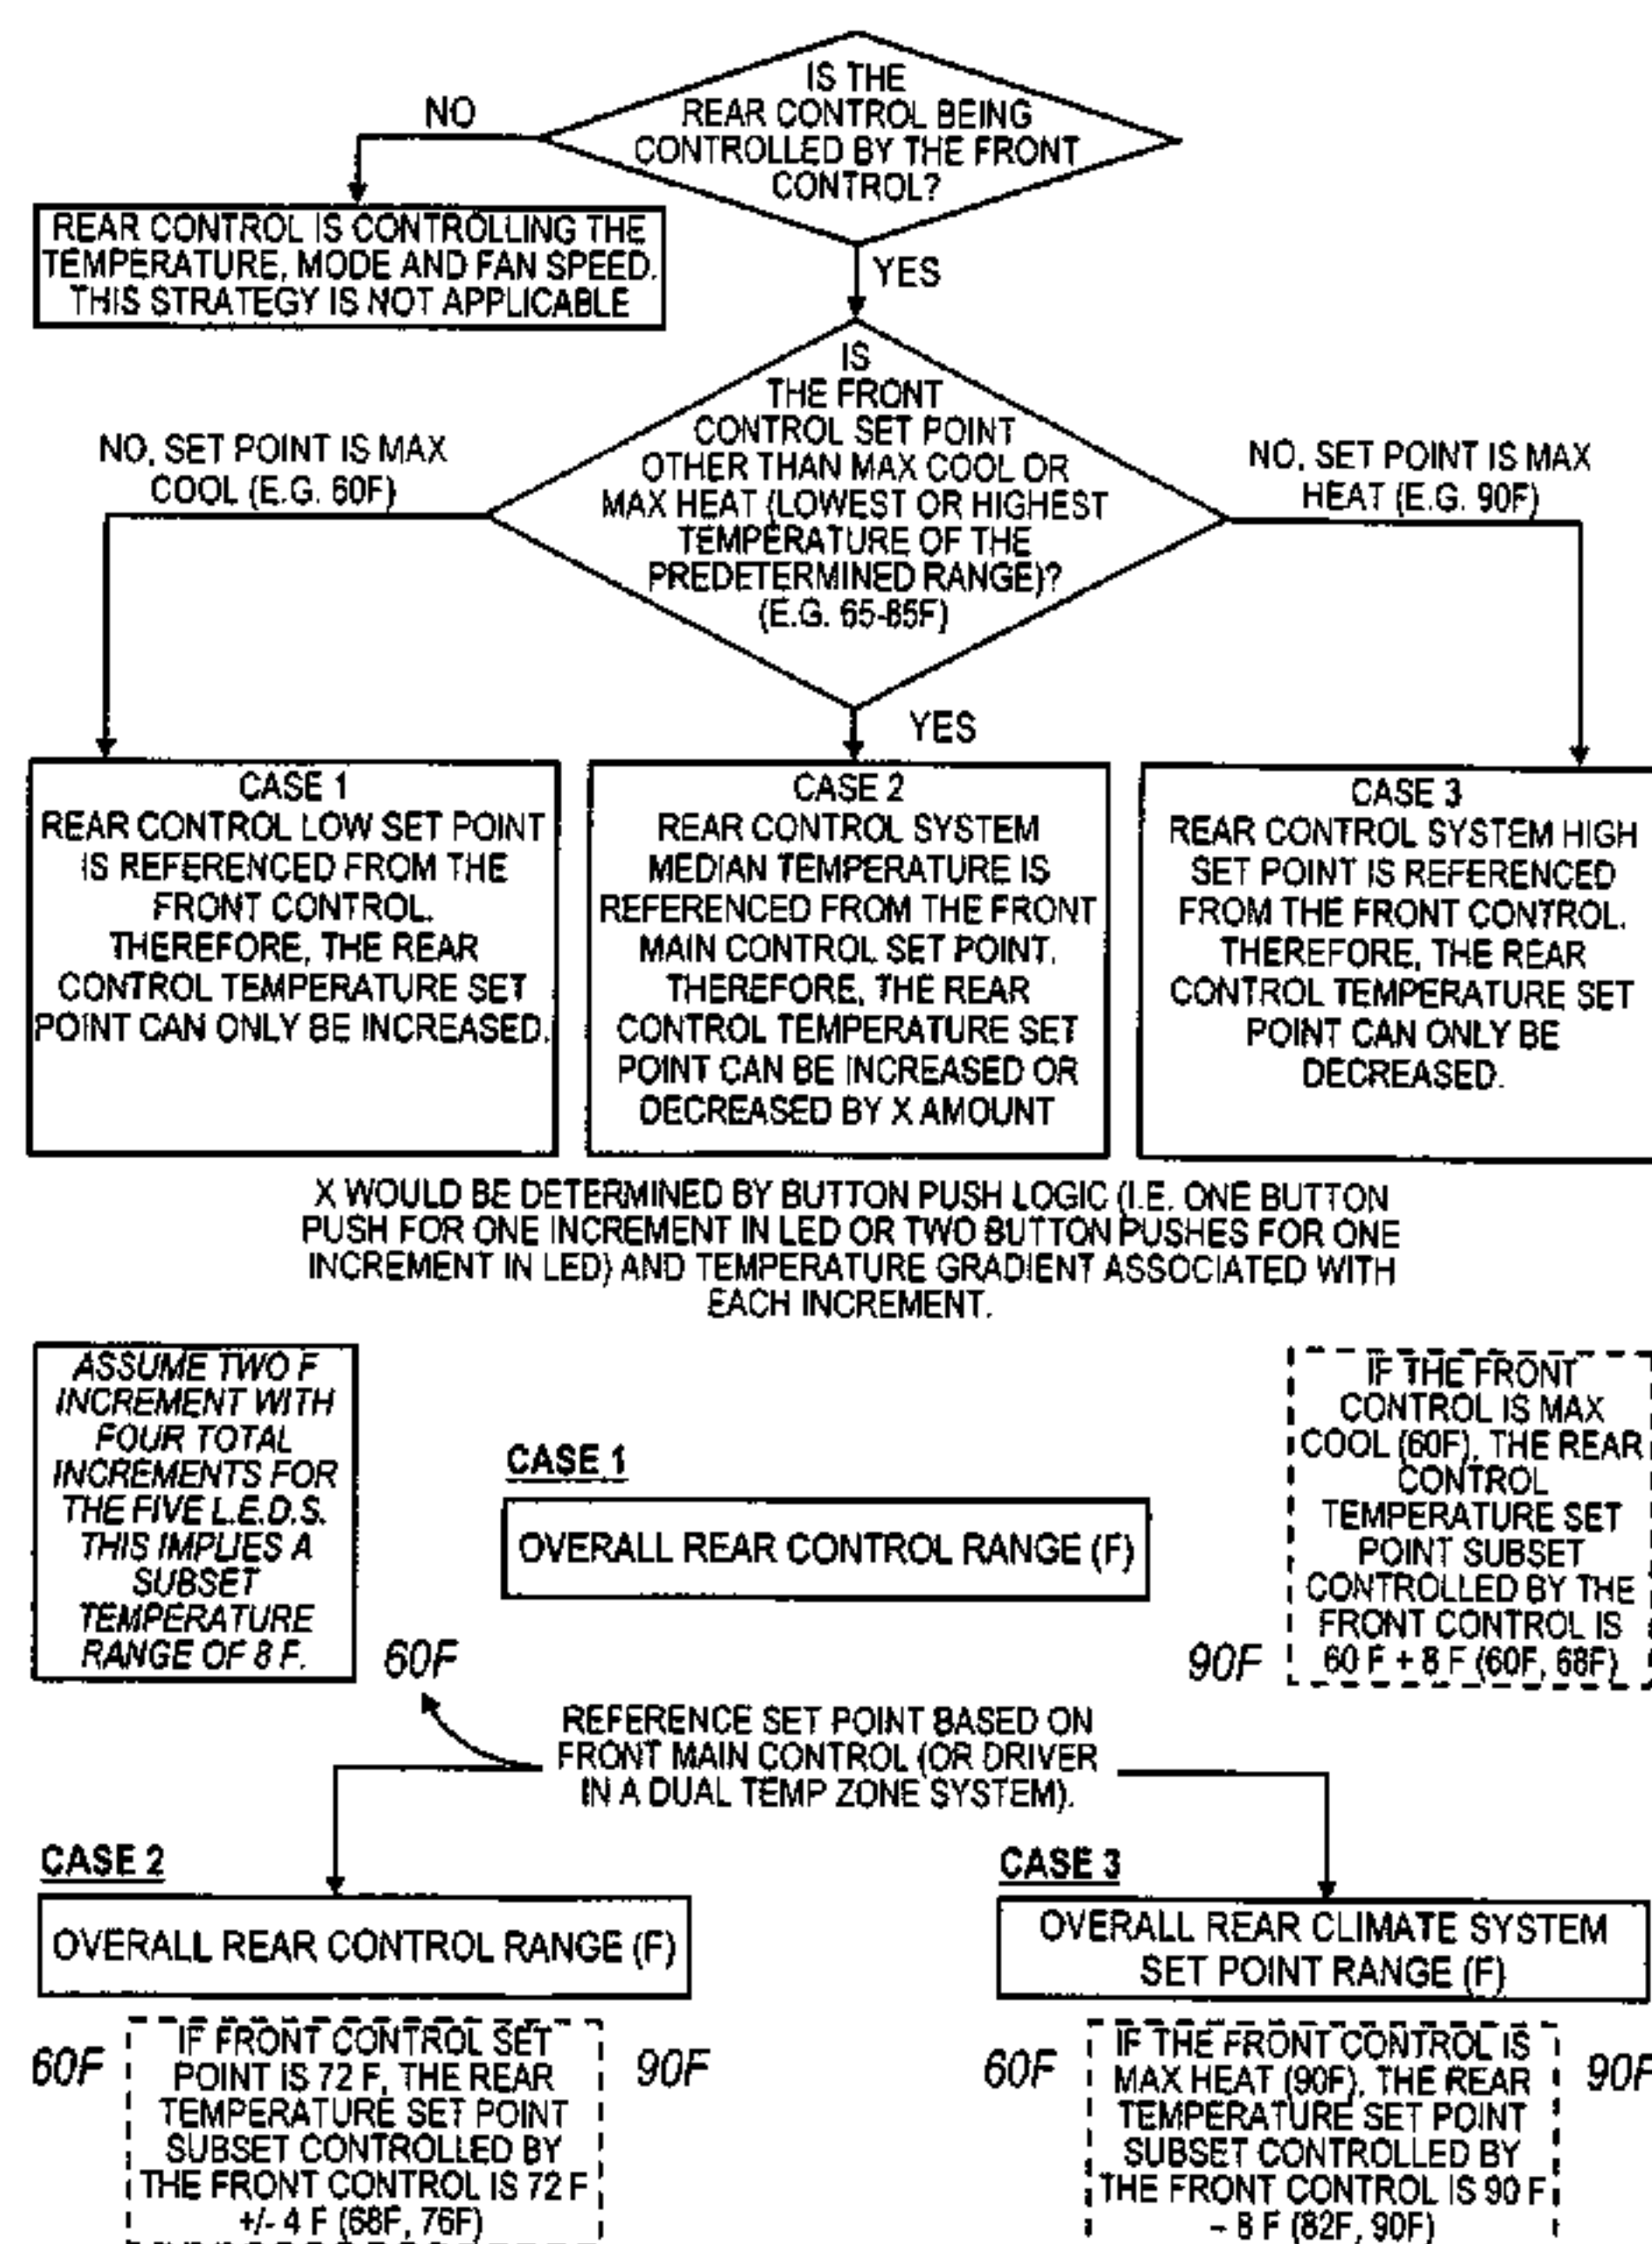 IS THE
REAR CONTROL BEING
CONTROLLED BY THE FRONT
CONTROL?
NO
REAR CONTROL IS CONTROLLING THE
TEMPERATURE, MODE AND FAN SPEED.
THIS STRATEGY IS NOT APPLICABLE
YES
IS
THE FRONT
CONTROL SET POINT
OTHER THAN MAX COOL OR
MAX HEAT (LOWEST OR HIGHEST
TEMPERATURE OF THE
PREDETERMINED RANGE)?
(E.G. 65-85F)
NO, SET POINT IS MAX
COOL (E.G. 60F)
NO, SET POINT IS MAX
HEAT (E.G. 90F)
YES
CASE 1
REAR CONTROL LOW SET POINT
IS REFERENCED FROM THE
FRONT CONTROL.
THEREFORE, THE REAR
CONTROL TEMPERATURE SET
POINT CAN ONLY BE INCREASED.
CASE 2
REAR CONTROL SYSTEM
MEDIAN TEMPERATURE IS
REFERENCED FROM THE FRONT
MAIN CONTROL SET POINT.
THEREFORE, THE REAR
CONTROL TEMPERATURE SET
POINT CAN BE INCREASED OR
DECREASED BY X AMOUNT
CASE 3
REAR CONTROL SYSTEM HIGH
SET POINT IS REFERENCED
FROM THE FRONT CONTROL.
THEREFORE, THE REAR
CONTROL TEMPERATURE SET
POINT CAN ONLY BE
DECREASED.
X WOULD BE DETERMINED BY BUTTON PUSH LOGIC (I.E. ONE BUTTON
PUSH FOR ONE INCREMENT IN LED OR TWO BUTTON PUSHES FOR ONE
INCREMENT IN LED) AND TEMPERATURE GRADIENT ASSOCIATED WITH
EACH INCREMENT.
ASSUME TWO F
INCREMENT WITH
FOUR TOTAL
INCREMENTS FOR
THE FIVE L.E.D.S.
THIS IMPLIES A
SUBSET
TEMPERATURE
RANGE OF 8 F.
CASE 1
OVERALL REAR CONTROL RANGE (F)
60F
90F
IF THE FRONT
CONTROL IS MAX
COOL (60F), THE REAR
CONTROL
TEMPERATURE SET
POINT SUBSET
CONTROLLED BY THE
FRONT CONTROL IS
60 F + 8 F (60F, 68F)
REFERENCE SET POINT BASED ON
FRONT MAIN CONTROL (OR DRIVER
IN A DUAL TEMP ZONE SYSTEM).
CASE 2
OVERALL REAR CONTROL RANGE (F)
60F
IF FRONT CONTROL SET
POINT IS 72 F, THE REAR
TEMPERATURE SET POINT
SUBSET CONTROLLED BY
THE FRONT CONTROL IS 72 F
+/- 4 F (68F, 76F)
90F
CASE 3
OVERALL REAR CLIMATE SYSTEM
SET POINT RANGE (F)
60F
IF THE FRONT CONTROL IS
MAX HEAT (90F), THE REAR
TEMPERATURE SET POINT
SUBSET CONTROLLED BY
THE FRONT CONTROL IS 90 F
- 8 F (82F, 90F)
90F